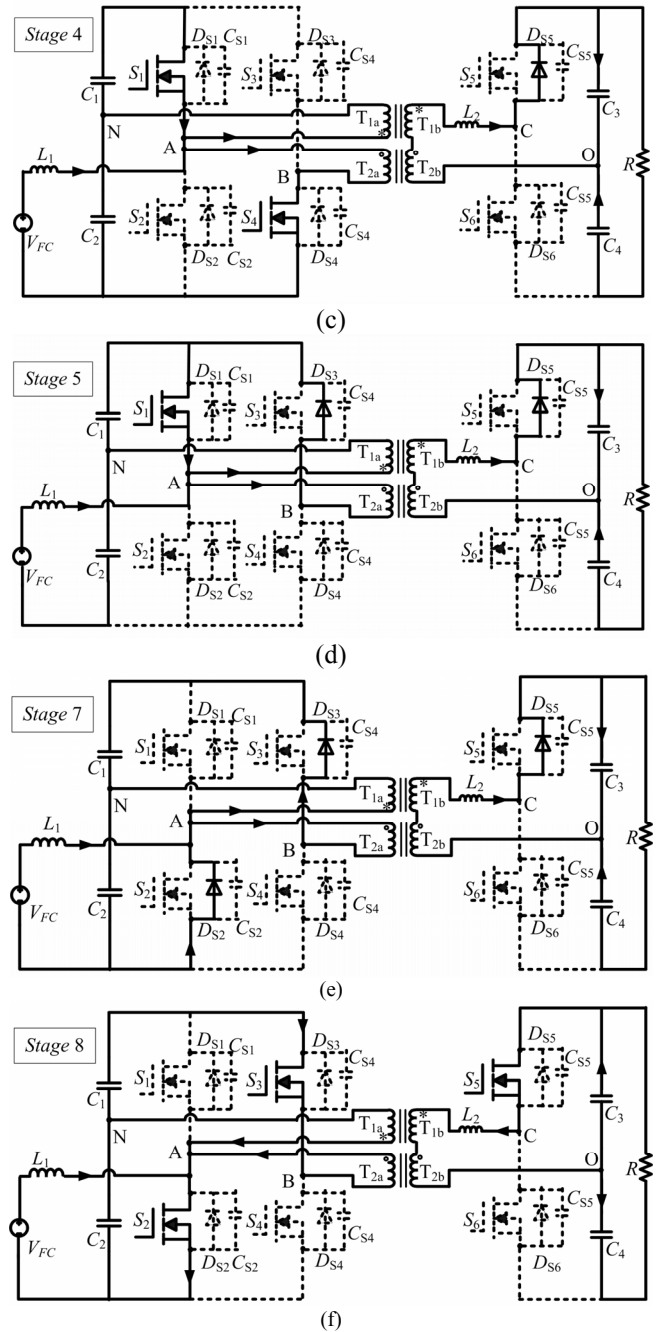 Stage 4
S1
DS1
CS1
S3
DS3
CS4
DS5
CS5
S5
C1
N
A
T1a
*
*
T1b
L2
C
C3
L1
B
T2a
T2b
O
R
VFC
C2
S2
DS2
CS2
S4
DS4
CS4
S6
DS6
CS5
C4
(c)
Stage 5
S1
DS1
CS1
S3
DS3
CS4
DS5
CS5
S5
C1
N
A
T1a
*
*
T1b
L2
C
C3
L1
B
T2a
T2b
O
R
VFC
C2
S2
DS2
CS2
S4
DS4
CS4
S6
DS6
CS5
C4
(d)
Stage 7
S1
DS1
CS1
S3
DS3
CS4
DS5
CS5
S5
C1
N
A
T1a
*
*
T1b
L2
C
C3
L1
B
T2a
T2b
O
R
VFC
C2
S2
DS2
CS2
S4
DS4
CS4
S6
DS6
CS5
C4
(e)
Stage 8
S1
DS1
CS1
S3
DS3
CS4
DS5
CS5
S5
C1
N
A
T1a
*
*
T1b
L2
C
C3
L1
B
T2a
T2b
O
R
VFC
C2
S2
DS2
CS2
S4
DS4
CS4
S6
DS6
CS5
C4
(f)